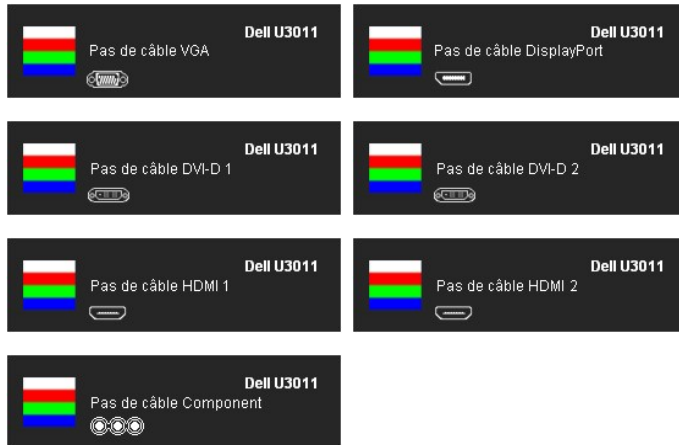 Dell U3011
Pas de câble VGA
Dell U3011
Pas de câble DisplayPort
Dell U3011
Pas de câble DVI-D 1
Dell U3011
Pas de câble DVI-D 2
Dell U3011
Pas de câble HDMI 1
Dell U3011
Pas de câble HDMI 2
Dell U3011
Pas de câble Component